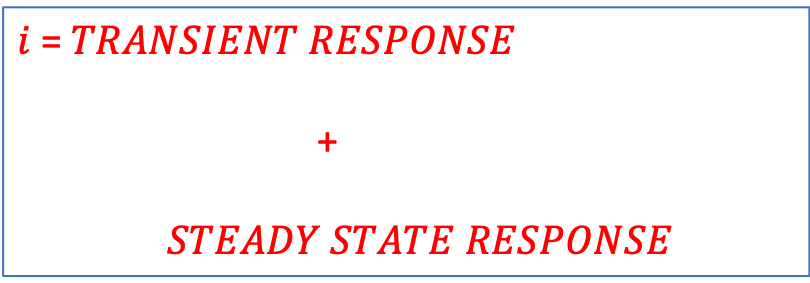 i = TRANSIENT RESPONSE
+
STEADY STATE RESPONSE